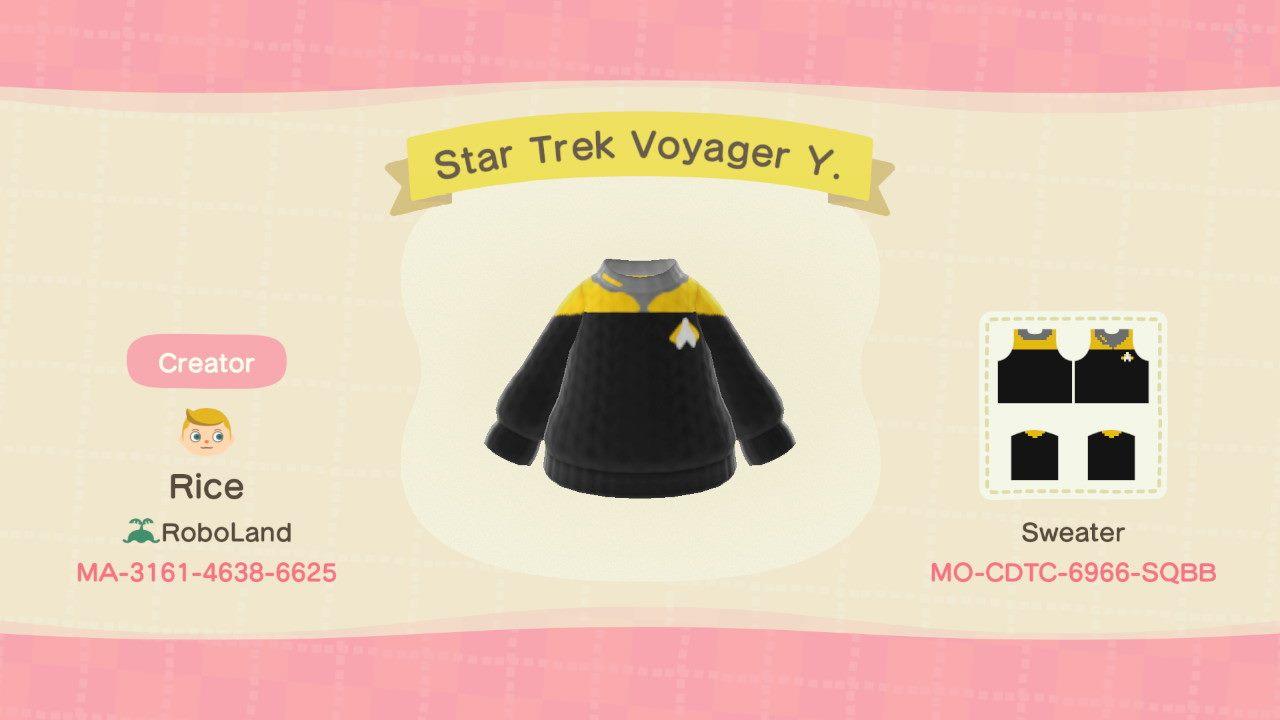 Star Trek Voyager Y.
Creator
Rice
RoboLand
MA-3161-4638-6625
Sweater
MO-CDTC-6966-SQBB